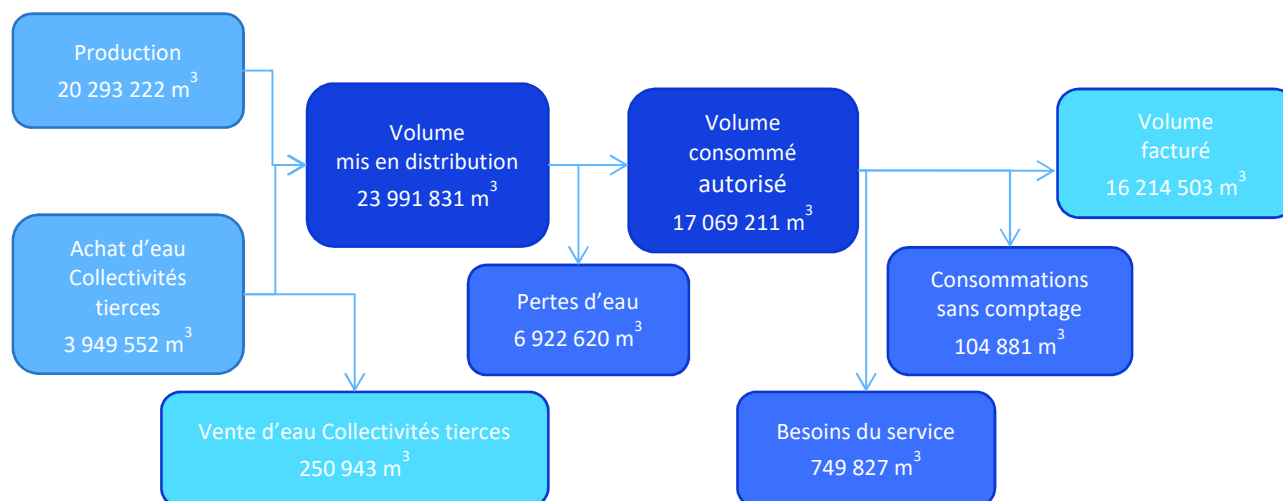 Production
20 293 222 m³
Achat d'eau
Collectivités
tierces
3 949 552 m³
Vente d'eau Collectivités tierces
250 943 m³
Volume
mis en distribution
23 991 831 m³
Pertes d'eau
6 922 620 m³
Volume
consommé
autorisé
17 069 211 m³
Besoins du service
749 827 m³
Consommations
sans comptage
104 881 m³
Volume
facturé
16 214 503 m³